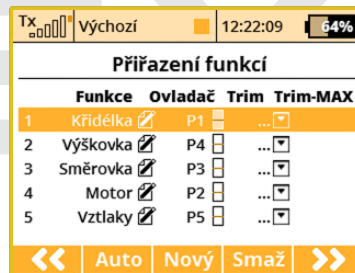 Tx Výchozí 12:22:09 64%
Přiřazení funkcí
Funkce Ovladač Trim Trim-MAX
1 Křidélka P1 ...
2 Výškovka P4 ...
3 Směrovka P3 ...
4 Motor P2 ...
5 Vztlaky P5 ...
Auto Nový Smaž